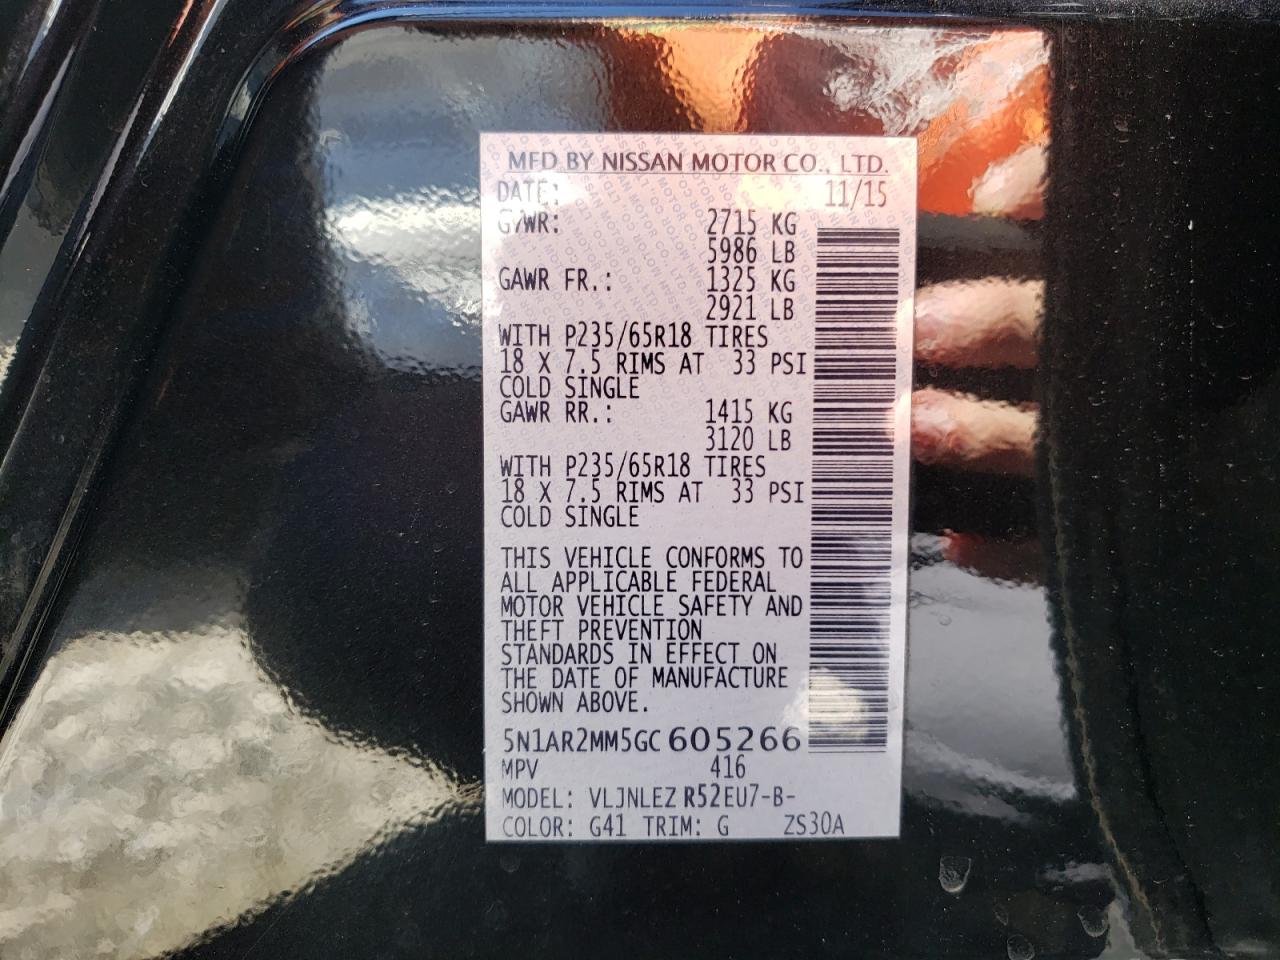 MFD BY NISSAN MOTOR CO., LTD.
DATE: 11/15
GVWR: 2715 KG
5986 LB
GAWR FR.: 1325 KG
2921 LB
WITH P235/65R18 TIRES
18 X 7.5 RIMS AT 33 PSI
COLD SINGLE
GAWR RR.: 1415 KG
3120 LB
WITH P235/65R18 TIRES
18 X 7.5 RIMS AT 33 PSI
COLD SINGLE
THIS VEHICLE CONFORMS TO
ALL APPLICABLE FEDERAL
MOTOR VEHICLE SAFETY AND
THEFT PREVENTION
STANDARDS IN EFFECT ON
THE DATE OF MANUFACTURE
SHOWN ABOVE.
5N1AR2MM5GC605266
MPV 416
MODEL: VLJNLEZ R52EU7-B-
COLOR: G41 TRIM: G ZS30A